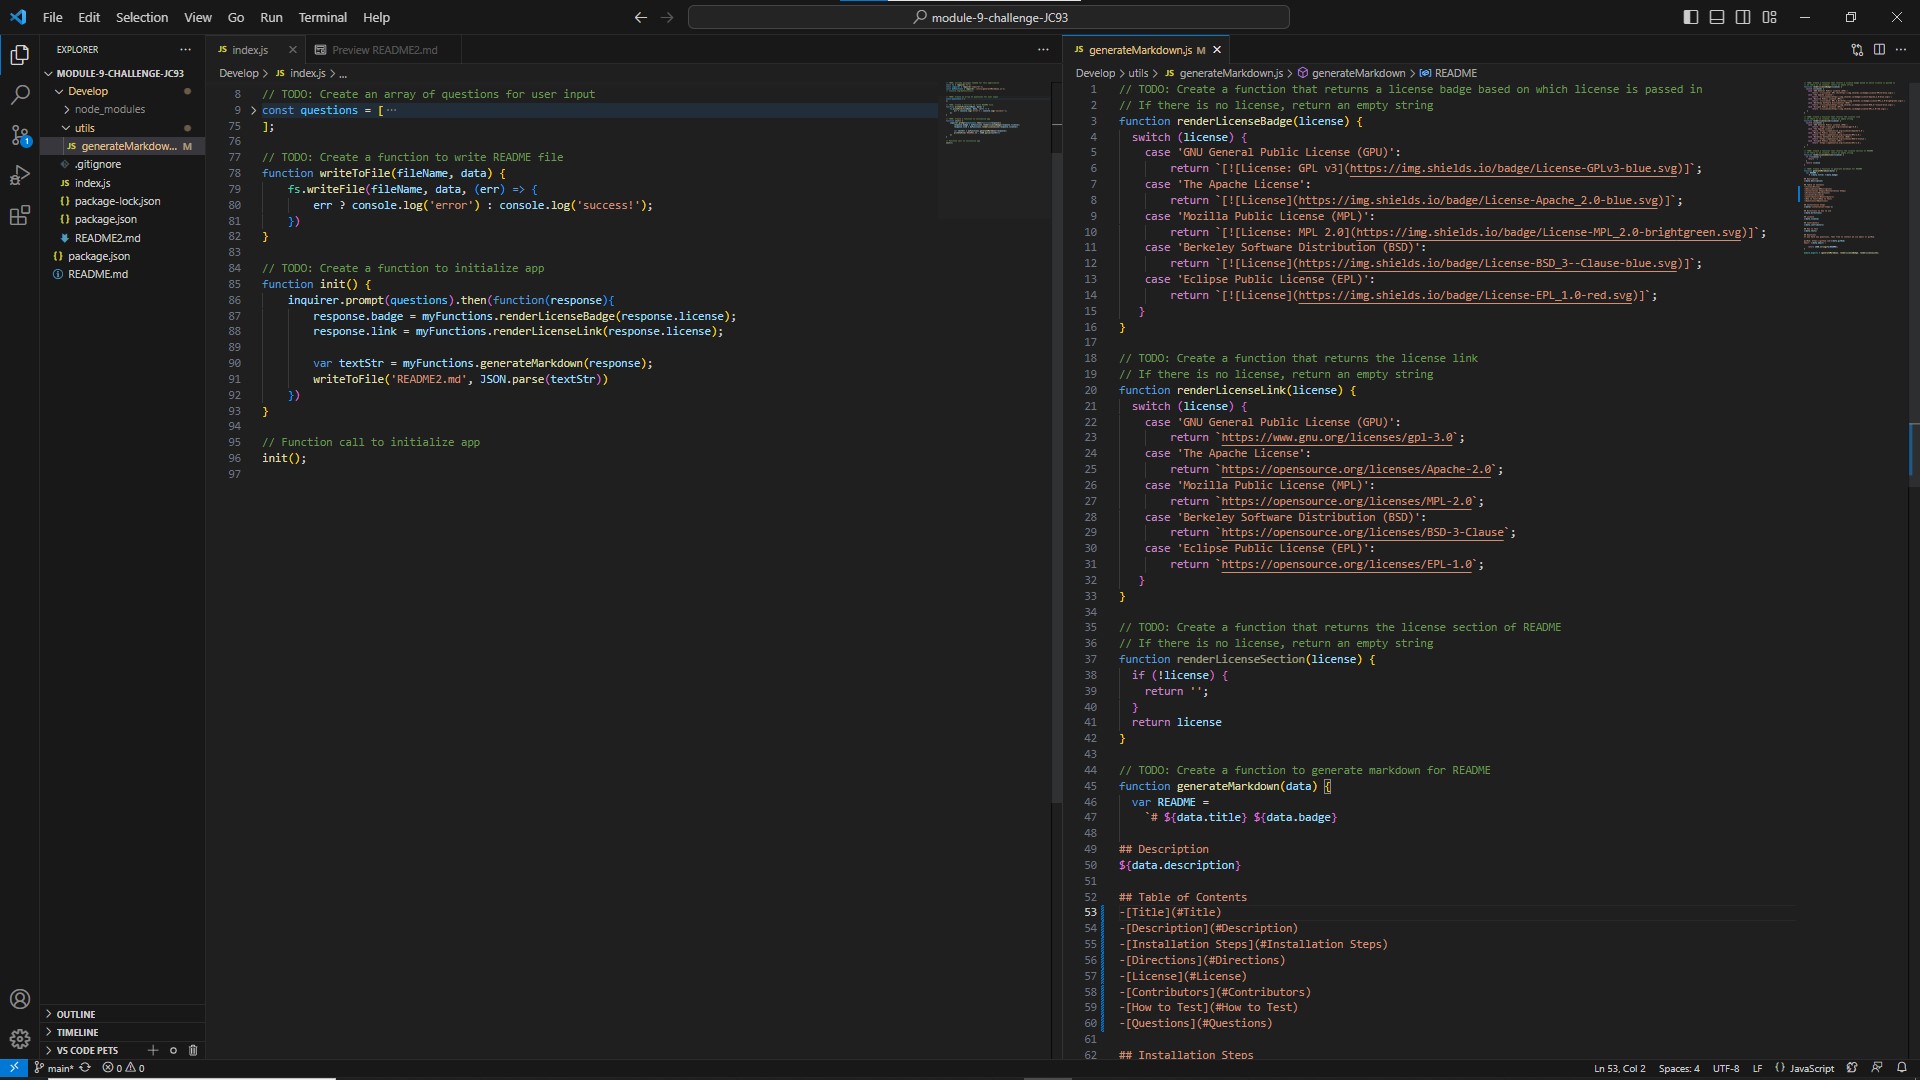 File Edit Selection View Go Run Terminal Help
module-9-challenge-JC93
EXPLORER
MODULE-9-CHALLENGE-JC93
Develop
node_modules
utils
JS generateMarkdow... M
.gitignore
JS index.js
{} package-lock.json
{} package.json
README2.md
{} package.json
README.md
OUTLINE
TIMELINE
VS CODE PETS
JS index.js
Preview README2.md
Develop > JS index.js > ...
8 // TODO: Create an array of questions for user input
9 const questions = [ ...
75 ];
76
77 // TODO: Create a function to write README file
78 function writeToFile(fileName, data) {
79 fs.writeFile(fileName, data, (err) => {
80 err ? console.log('error') : console.log('success!');
81 })
82 }
83
84 // TODO: Create a function to initialize app
85 function init() {
86 inquirer.prompt(questions).then(function(response){
87 response.badge = myFunctions.renderLicenseBadge(response.license);
88 response.link = myFunctions.renderLicenseLink(response.license);
89
90 var textStr = myFunctions.generateMarkdown(response);
91 writeToFile('README2.md', JSON.parse(textStr))
92 })
93 }
94
95 // Function call to initialize app
96 init();
97
JS generateMarkdown.js M
Develop > utils > JS generateMarkdown.js > generateMarkdown > README
1 // TODO: Create a function that returns a license badge based on which license is passed in
2 // If there is no license, return an empty string
3 function renderLicenseBadge(license) {
4 switch (license) {
5 case 'GNU General Public License (GPU)':
6 return `[![License: GPL v3](https://img.shields.io/badge/License-GPLv3-blue.svg)]`;
7 case 'The Apache License':
8 return `[![License](https://img.shields.io/badge/License-Apache_2.0-blue.svg)]`;
9 case 'Mozilla Public License (MPL)':
10 return `[![License: MPL 2.0](https://img.shields.io/badge/License-MPL_2.0-brightgreen.svg)]`;
11 case 'Berkeley Software Distribution (BSD)':
12 return `[![License](https://img.shields.io/badge/License-BSD_3--Clause-blue.svg)]`;
13 case 'Eclipse Public License (EPL)':
14 return `[![License](https://img.shields.io/badge/License-EPL_1.0-red.svg)]`;
15 }
16 }
17
18 // TODO: Create a function that returns the license link
19 // If there is no license, return an empty string
20 function renderLicenseLink(license) {
21 switch (license) {
22 case 'GNU General Public License (GPU)':
23 return `https://www.gnu.org/licenses/gpl-3.0`;
24 case 'The Apache License':
25 return `https://opensource.org/licenses/Apache-2.0`;
26 case 'Mozilla Public License (MPL)':
27 return `https://opensource.org/licenses/MPL-2.0`;
28 case 'Berkeley Software Distribution (BSD)':
29 return `https://opensource.org/licenses/BSD-3-Clause`;
30 case 'Eclipse Public License (EPL)':
31 return `https://opensource.org/licenses/EPL-1.0`;
32 }
33 }
34
35 // TODO: Create a function that returns the license section of README
36 // If there is no license, return an empty string
37 function renderLicenseSection(license) {
38 if (!license) {
39 return '';
40 }
41 return license
42 }
43
44 // TODO: Create a function to generate markdown for README
45 function generateMarkdown(data) {
46 var README =
47 `# ${data.title} ${data.badge}
48
49 ## Description
50 ${data.description}
51
52 ## Table of Contents
53 -[Title](#Title)
54 -[Description](#Description)
55 -[Installation Steps](#Installation Steps)
56 -[Directions](#Directions)
57 -[License](#License)
58 -[Contributors](#Contributors)
59 -[How to Test](#How to Test)
60 -[Questions](#Questions)
61
62 ## Installation Steps
main* 0 0
Ln 53, Col 2 Spaces: 4 UTF-8 LF {} JavaScript